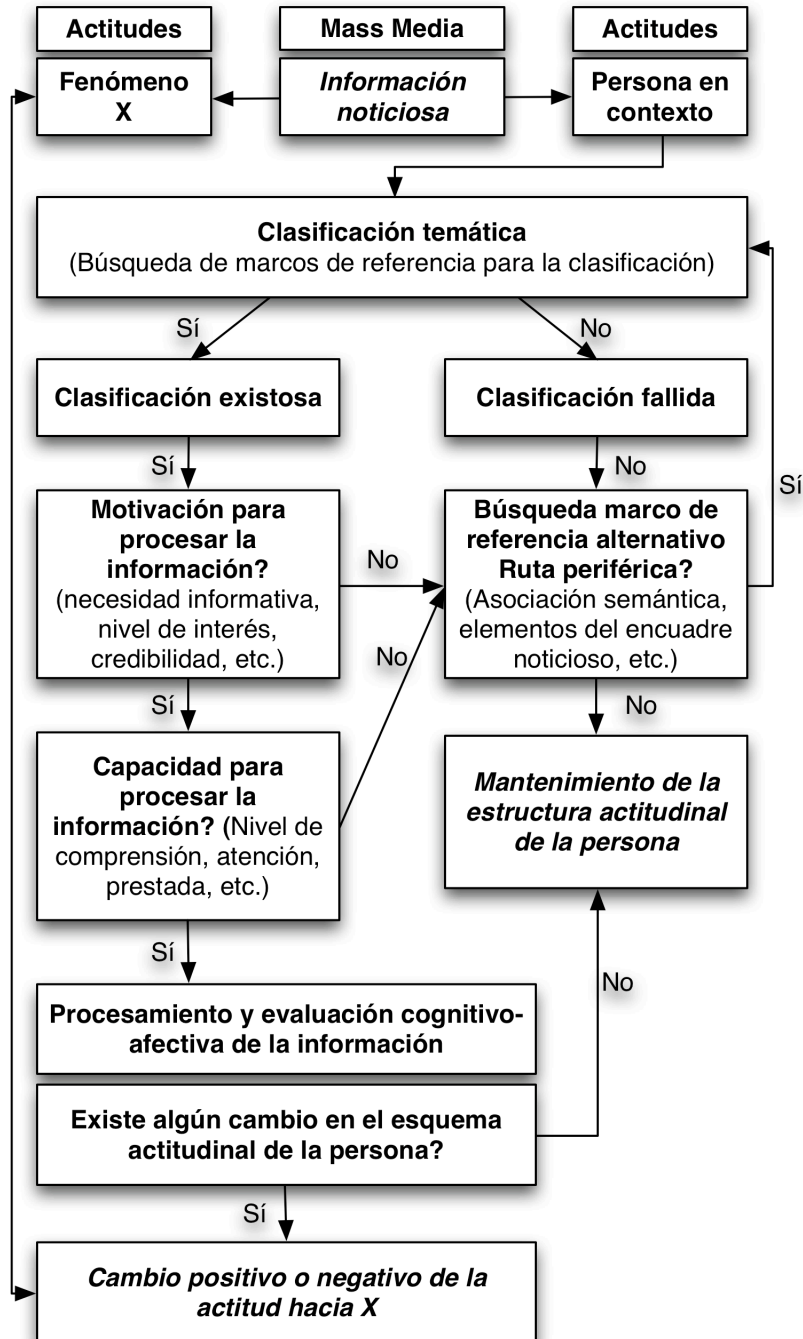 Actitudes
Mass Media
Actitudes
Fenómeno
X
Información
noticiosa
Persona en
contexto
Clasificación temática
(Búsqueda de marcos de referencia para la clasificación)
Sí
No
Clasificación existosa
Clasificación fallida
Sí
No
Sí
Motivación para
procesar la
información?
(necesidad informativa,
nivel de interés,
credibilidad, etc.)
No
Búsqueda marco de
referencia alternativo
Ruta periférica?
(Asociación semántica,
elementos del encuadre
noticioso, etc.)
No
Sí
No
Capacidad para
procesar la
información? (Nivel de
comprensión, atención,
prestada, etc.)
Mantenimiento de la
estructura actitudinal
de la persona
Sí
No
Procesamiento y evaluación cognitivo-
afectiva de la información
Existe algún cambio en el esquema
actitudinal de la persona?
Sí
Cambio positivo o negativo de la
actitud hacia X